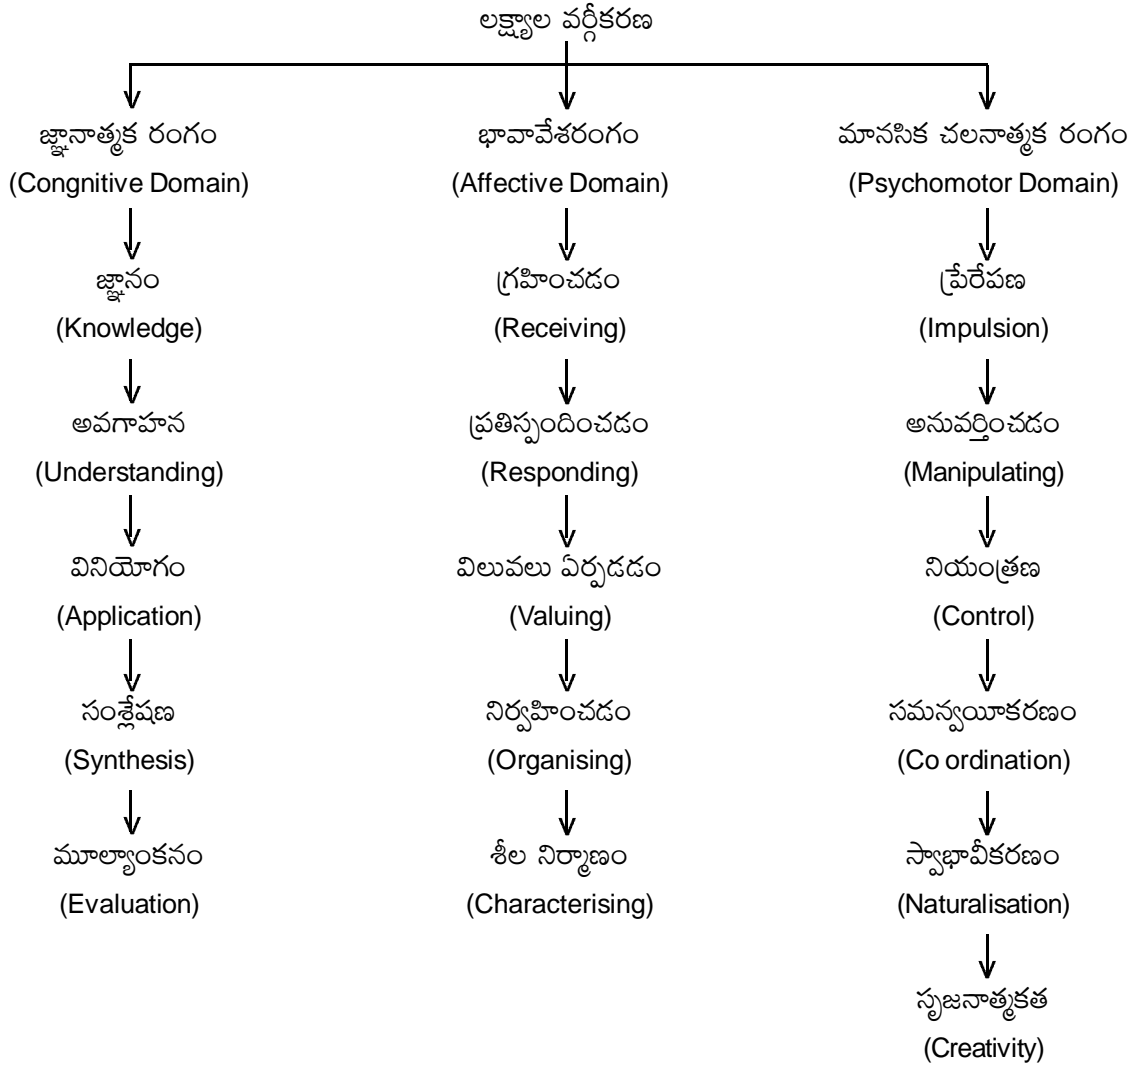 లక్ష్యాల వర్గీకరణ
జ్ఞానాత్మక రంగం
(Congnitive Domain)
జ్ఞానం
(Knowledge)
అవగాహన
(Understanding)
వినియోగం
(Application)
సంశ్లేషణ
(Synthesis)
మూల్యాంకనం
(Evaluation)
భావావేశరంగం
(Affective Domain)
గ్రహించడం
(Receiving)
ప్రతిస్పందించడం
(Responding)
విలువలు ఏర్పడడం
(Valuing)
నిర్వహించడం
(Organising)
శీల నిర్మాణం
(Characterising)
మానసిక చలనాత్మక రంగం
(Psychomotor Domain)
ప్రేరేపణ
(Impulsion)
అనువర్తించడం
(Manipulating)
నియంత్రణ
(Control)
సమన్వయీకరణం
(Co ordination)
స్వాభావీకరణం
(Naturalisation)
సృజనాత్మకత
(Creativity)